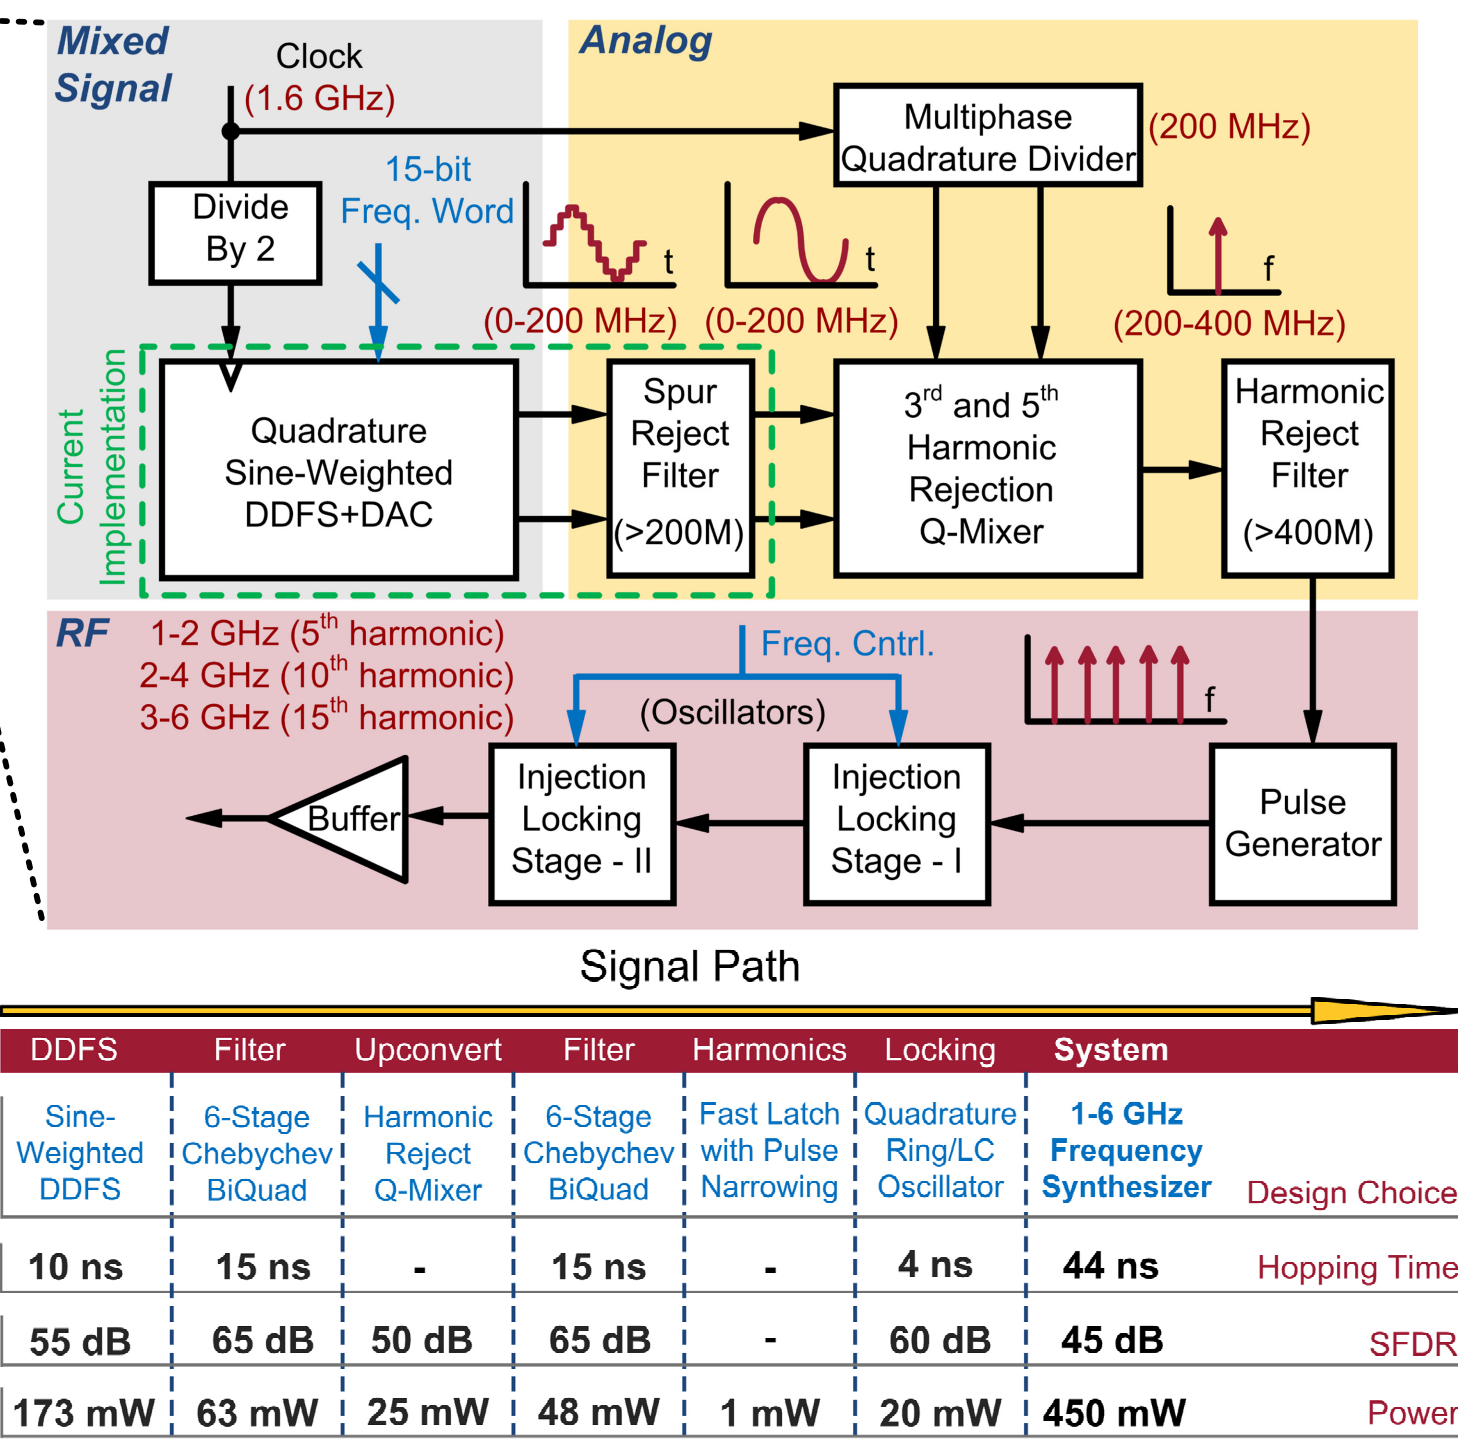 Mixed
Signal
Clock
(1.6 GHz)
Analog
Multiphase
Quadrature Divider
(200 MHz)
Divide
By 2
15-bit
Freq. Word
t
(0-200 MHz)
t
(0-200 MHz)
f
(200-400 MHz)
Current
Implementation
Quadrature
Sine-Weighted
DDFS+DAC
Spur
Reject
Filter
(>200M)
3rd and 5th
Harmonic
Rejection
Q-Mixer
Harmonic
Reject
Filter
(>400M)
RF
1-2 GHz (5th harmonic)
2-4 GHz (10th harmonic)
3-6 GHz (15th harmonic)
Freq. Cntrl.
(Oscillators)
f
Buffer
Injection
Locking
Stage - II
Injection
Locking
Stage - I
Pulse
Generator
Signal Path
DDFS Filter Upconvert Filter Harmonics Locking System
Sine- 6-Stage Harmonic 6-Stage Fast Latch Quadrature 1-6 GHz
Weighted Chebychev Reject Chebychev with Pulse Ring/LC Frequency
DDFS BiQuad Q-Mixer BiQuad Narrowing Oscillator Synthesizer Design Choice
10 ns 15 ns - 15 ns - 4 ns 44 ns Hopping Time
55 dB 65 dB 50 dB 65 dB - 60 dB 45 dB SFDR
173 mW 63 mW 25 mW 48 mW 1 mW 20 mW 450 mW Power